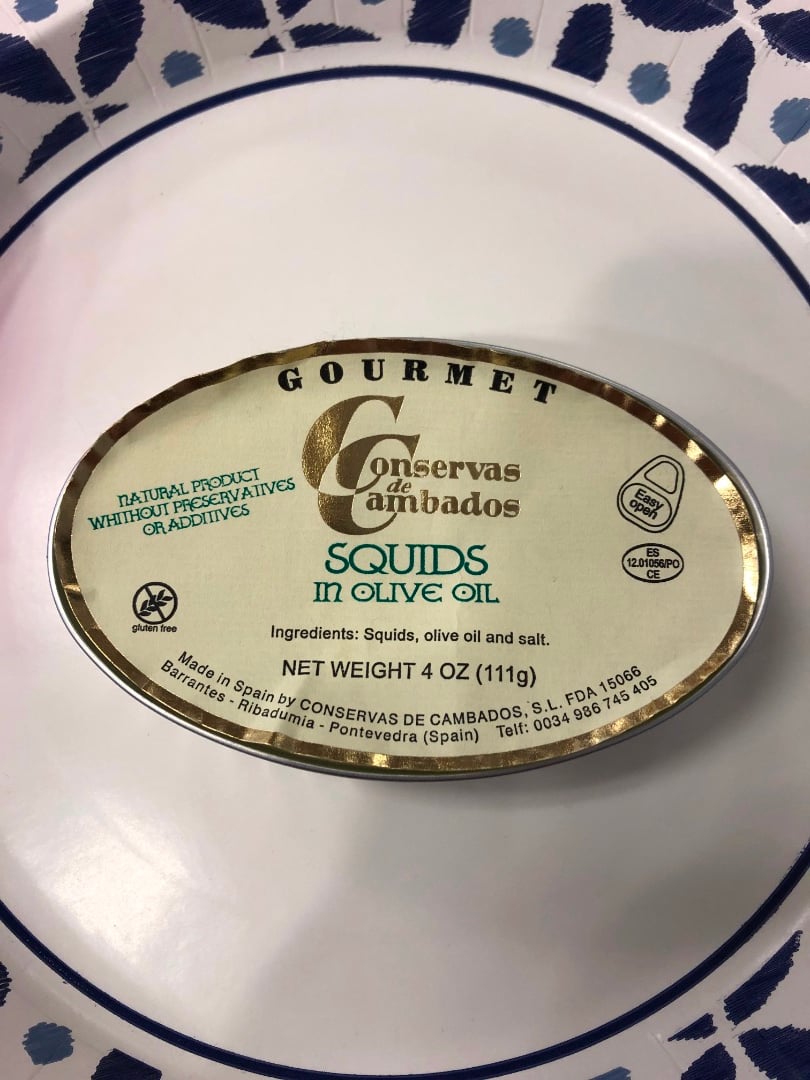 GOURMET
Conservas
de
Cambados
NATURAL PRODUCT
WHITHOUT PRESERVATIVES
OR ADDITIVES
SQUIDS
IN OLIVE OIL
Easy
open
ES
12.01056/PO
CE
gluten free
Ingredients: Squids, olive oil and salt.
NET WEIGHT 4 OZ (111g)
Made in Spain by CONSERVAS DE CAMBADOS, S.L. FDA 15066
Barrantes - Ribadumia - Pontevedra (Spain) Telf: 0034 986 745 405